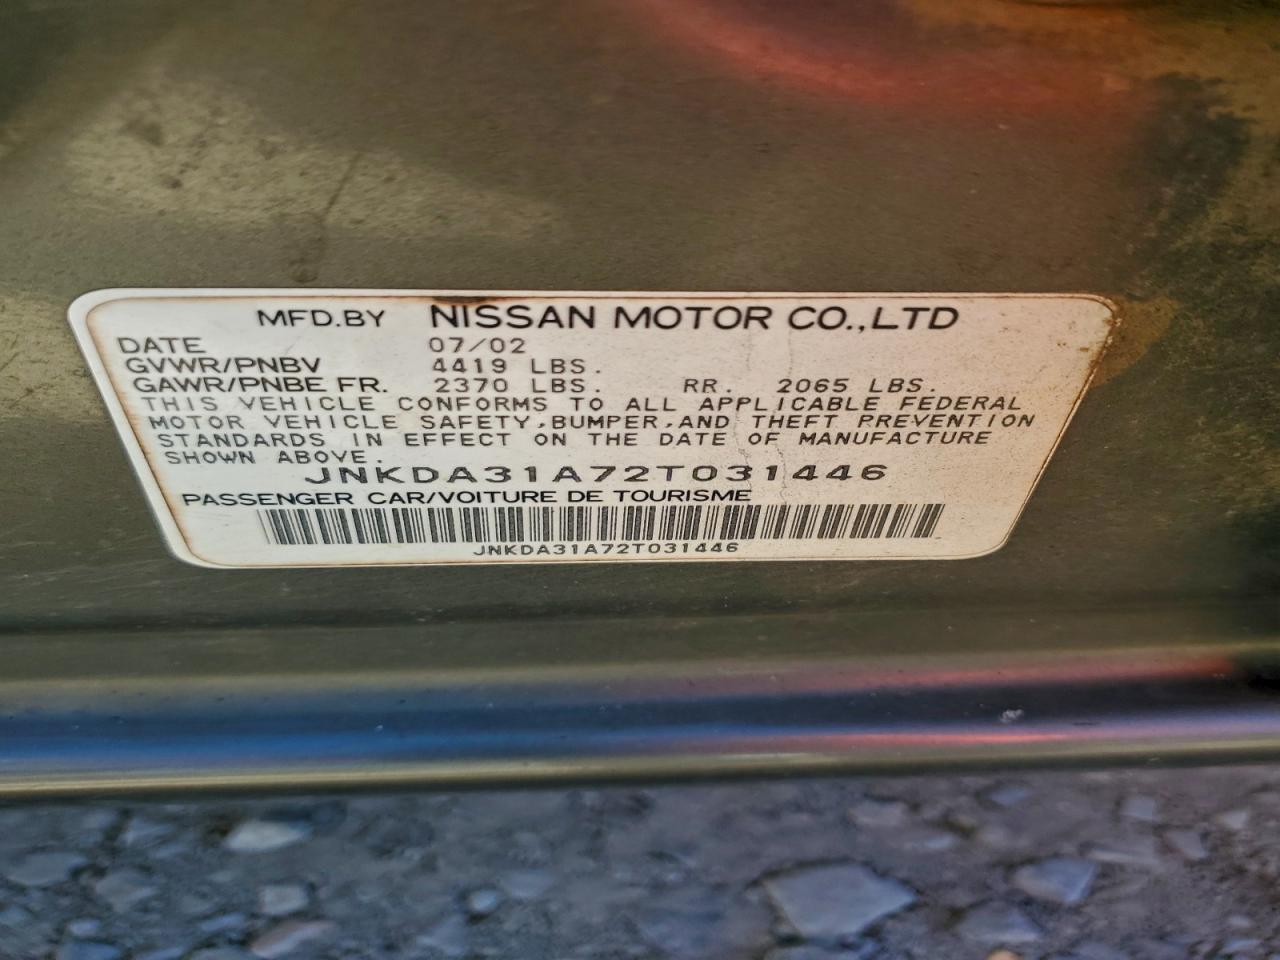 MFD.BY NISSAN MOTOR CO.,LTD
DATE 07/02
GVWR/PNBV 4419 LBS.
GAWR/PNBE FR. 2370 LBS. RR. 2065 LBS.
THIS VEHICLE CONFORMS TO ALL APPLICABLE FEDERAL
MOTOR VEHICLE SAFETY,BUMPER,AND THEFT PREVENTION
STANDARDS IN EFFECT ON THE DATE OF MANUFACTURE
SHOWN ABOVE.
JNKDA31A72T031446
PASSENGER CAR/VOITURE DE TOURISME
JNKDA31A72T031446